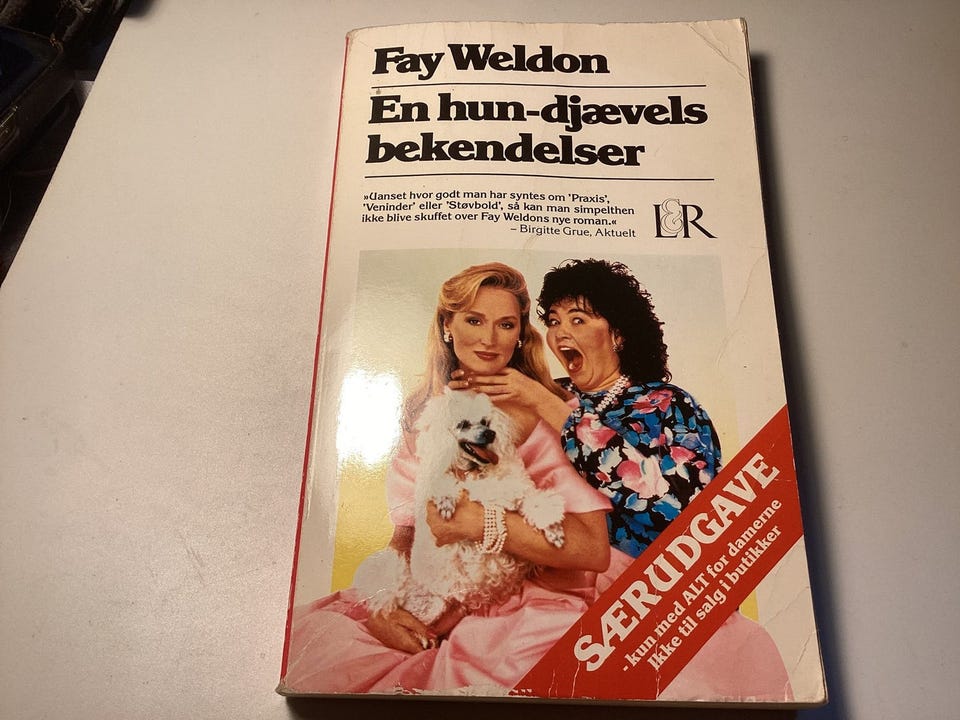 Fay Weldon
En hun-djævels
bekendelser
»Uanset hvor godt man har syntes om 'Praxis',
'Veninder' eller 'Støvbold', så kan man simpelthen
ikke blive skuffet over Fay Weldons nye roman.«
– Birgitte Grue, Aktuelt
L&R
SÆRUDGAVE
- kun med ALT for damerne
Ikke til salg i butikker